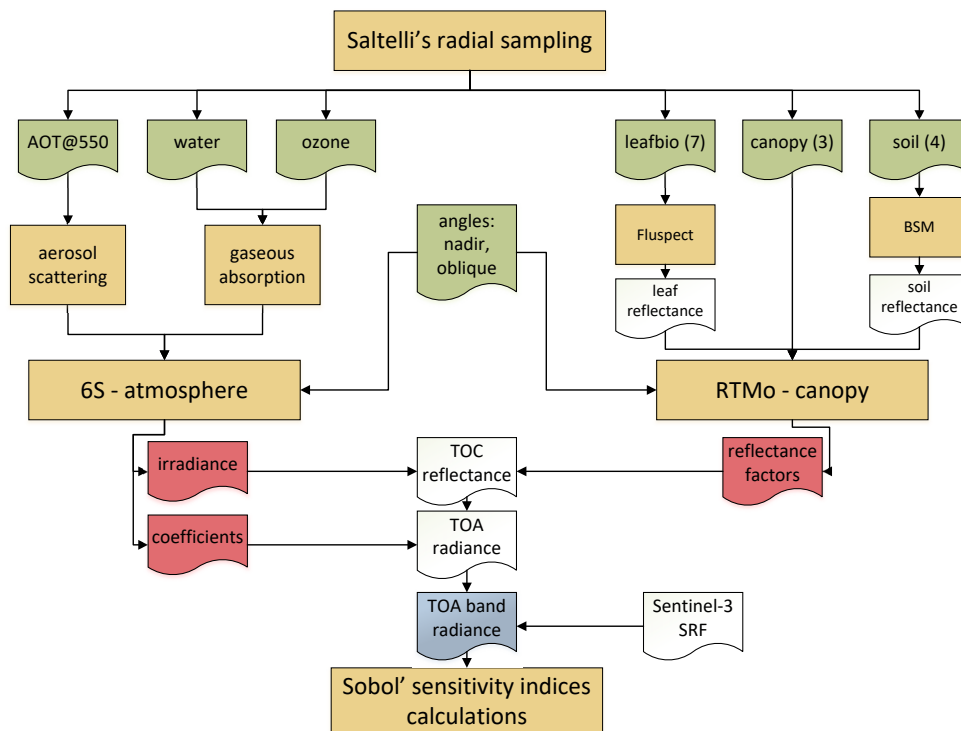 Saltelli’s radial sampling
AOT@550
water
ozone
leafbio (7)
canopy (3)
soil (4)
aerosol
scattering
gaseous
absorption
angles:
nadir,
oblique
Fluspect
BSM
leaf
reflectance
soil
reflectance
6S - atmosphere
RTMo - canopy
irradiance
TOC
reflectance
reflectance
factors
coefficients
TOA
radiance
TOA band
radiance
Sentinel-3
SRF
Sobol’ sensitivity indices
calculations